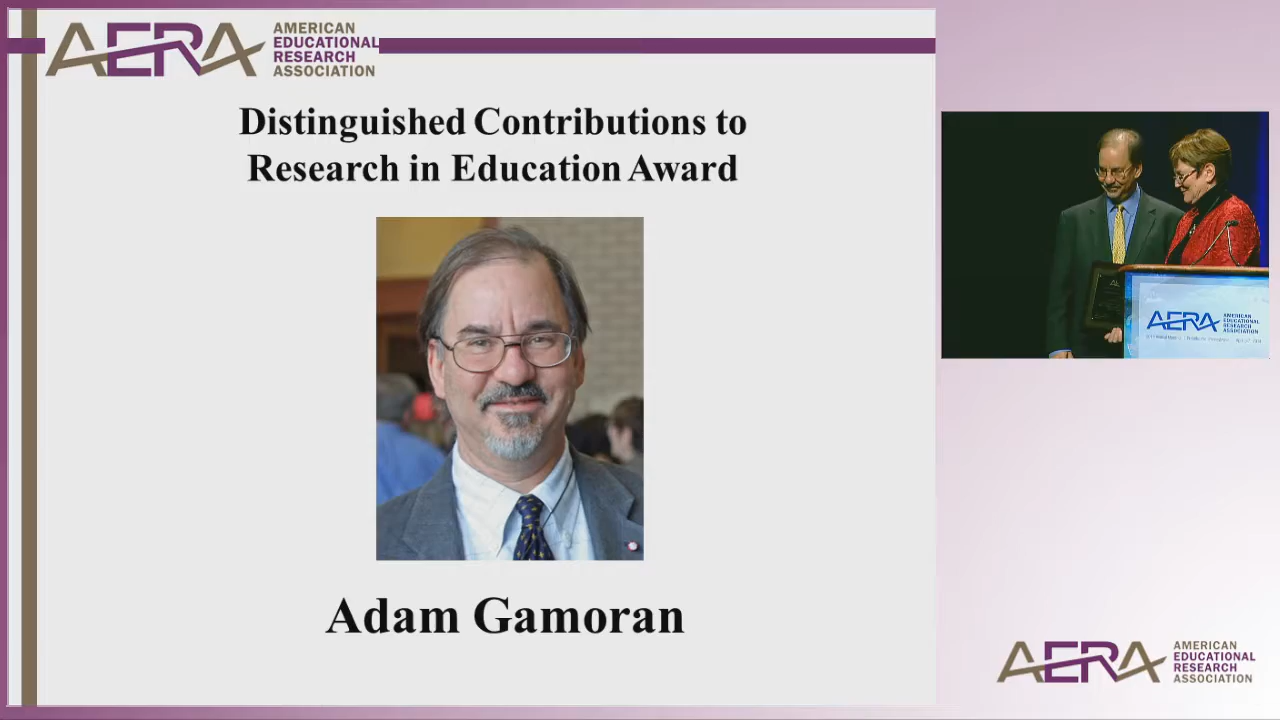 AERA
AMERICAN
EDUCATIONAL
RESEARCH
ASSOCIATION
Distinguished Contributions to
Research in Education Award
Adam Gamoran
AERA
AMERICAN
EDUCATIONAL
RESEARCH
ASSOCIATION
AERA
AMERICAN
EDUCATIONAL
RESEARCH
ASSOCIATION